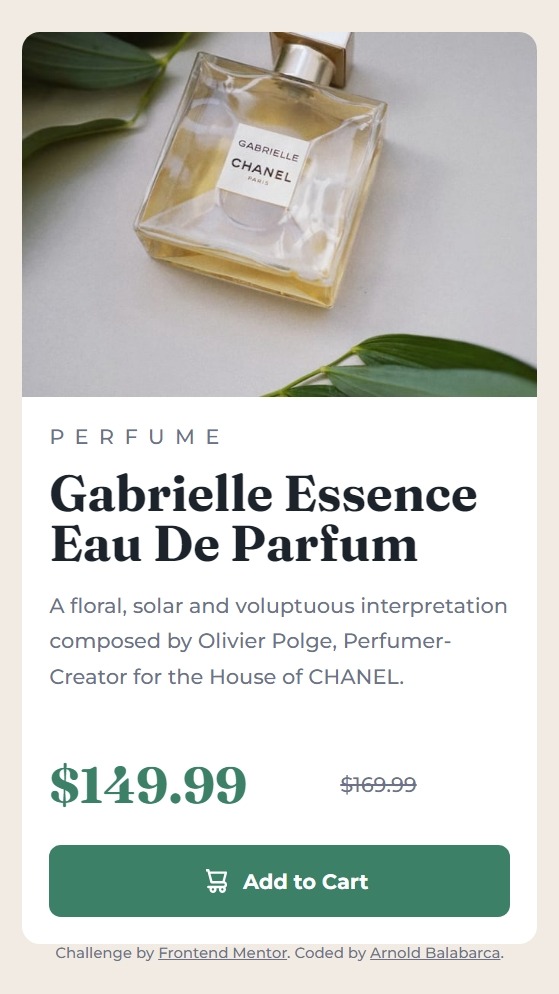 GABRIELLE
CHANEL
PARIS
PERFUME
Gabrielle Essence
Eau De Parfum
A floral, solar and voluptuous interpretation
composed by Olivier Polge, Perfumer-
Creator for the House of CHANEL.
$149.99 $169.99
Add to Cart
Challenge by Frontend Mentor. Coded by Arnold Balabarca.